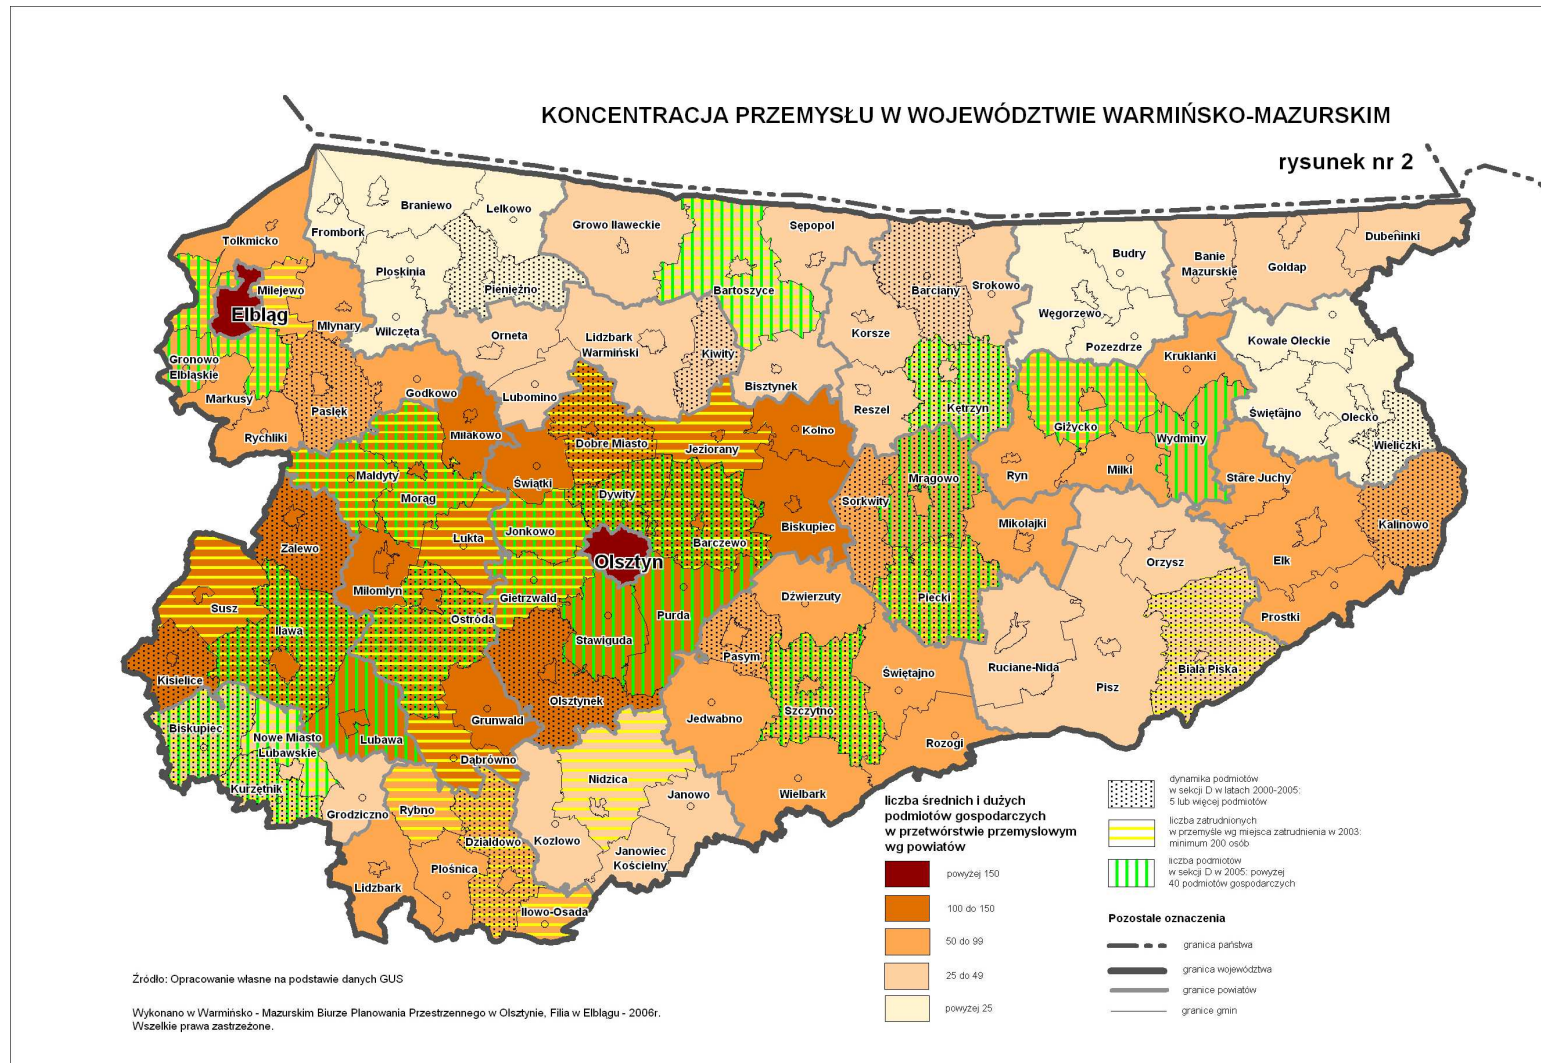 KONCENTRACJA PRZEMYSŁU W WOJEWÓDZTWIE WARMIŃSKO-MAZURSKIM
rysunek nr 2
Braniewo
Lelkowo
Frombork
Growo Iławeckie
Sępopol
Dubeninki
Tolkmicko
Budry
Banie
Mazurskie
Gołdap
Płoskinia
Pieniężno
Bartoszyce
Barciany
Srokowo
Milejewo
Elbląg
Młynary
Wilczęta
Węgorzewo
Orneta
Lidzbark
Warmiński
Korsze
Pozezdrze
Kowale Oleckie
Kruklanki
Kiwity
Gronowo
Elbląskie
Bisztynek
Markusy
Pasłęk
Godkowo
Lubomino
Reszel
Kętrzyn
Świętajno
Olecko
Rychliki
Miłakowo
Kolno
Giżycko
Wydminy
Wieliczki
Dobre Miasto
Jeziorany
Małdyty
Świątki
Morąg
Dywity
Sorkwity
Mrągowo
Ryn
Miłki
Stare Juchy
Zalewo
Łukta
Jonkowo
Barczewo
Biskupiec
Mikołajki
Kalinowo
Olsztyn
Orzysz
Ełk
Miłomłyn
Gietrzwałd
Susz
Ostróda
Purda
Dźwierzuty
Piecki
Prostki
Iława
Stawiguda
Pasym
Kisielice
Olsztynek
Świętajno
Ruciane-Nida
Pisz
Biała Piska
Grunwald
Jedwabno
Szczytno
Biskupiec
Nowe Miasto
Lubawskie
Lubawa
Rozogi
Dąbrówno
Kurzętnik
Nidzica
Janowo
Wielbark
Grodziczno
Rybno
Działdowo
Kozłowo
Janowiec
Kościelny
Płośnica
Lidzbark
Iłowo-Osada
liczba średnich i dużych
podmiotów gospodarczych
w przetwórstwie przemysłowym
wg powiatów
powyżej 150
100 do 150
50 do 99
25 do 49
powyżej 25
dynamika podmiotów
w sekcji D w latach 2000-2005:
5 lub więcej podmiotów
liczba zatrudnionych
w przemyśle wg miejsca zatrudnienia w 2003:
minimum 200 osób
liczba podmiotów
w sekcji D w 2005: powyżej
40 podmiotów gospodarczych
Pozostałe oznaczenia
granica państwa
granica województwa
granice powiatów
granice gmin
Źródło: Opracowanie własne na podstawie danych GUS
Wykonano w Warmińsko - Mazurskim Biurze Planowania Przestrzennego w Olsztynie, Filia w Elblągu - 2006r.
Wszelkie prawa zastrzeżone.